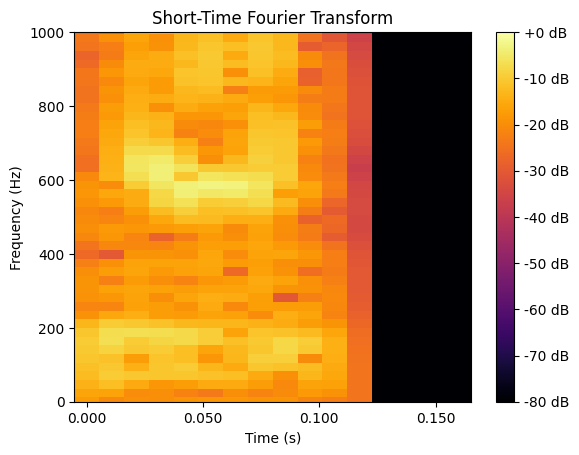 Short-Time Fourier Transform
1000
800
600
400
200
0
Frequency (Hz)
0.000
0.050
0.100
0.150
Time (s)
+0 dB
-10 dB
-20 dB
-30 dB
-40 dB
-50 dB
-60 dB
-70 dB
-80 dB